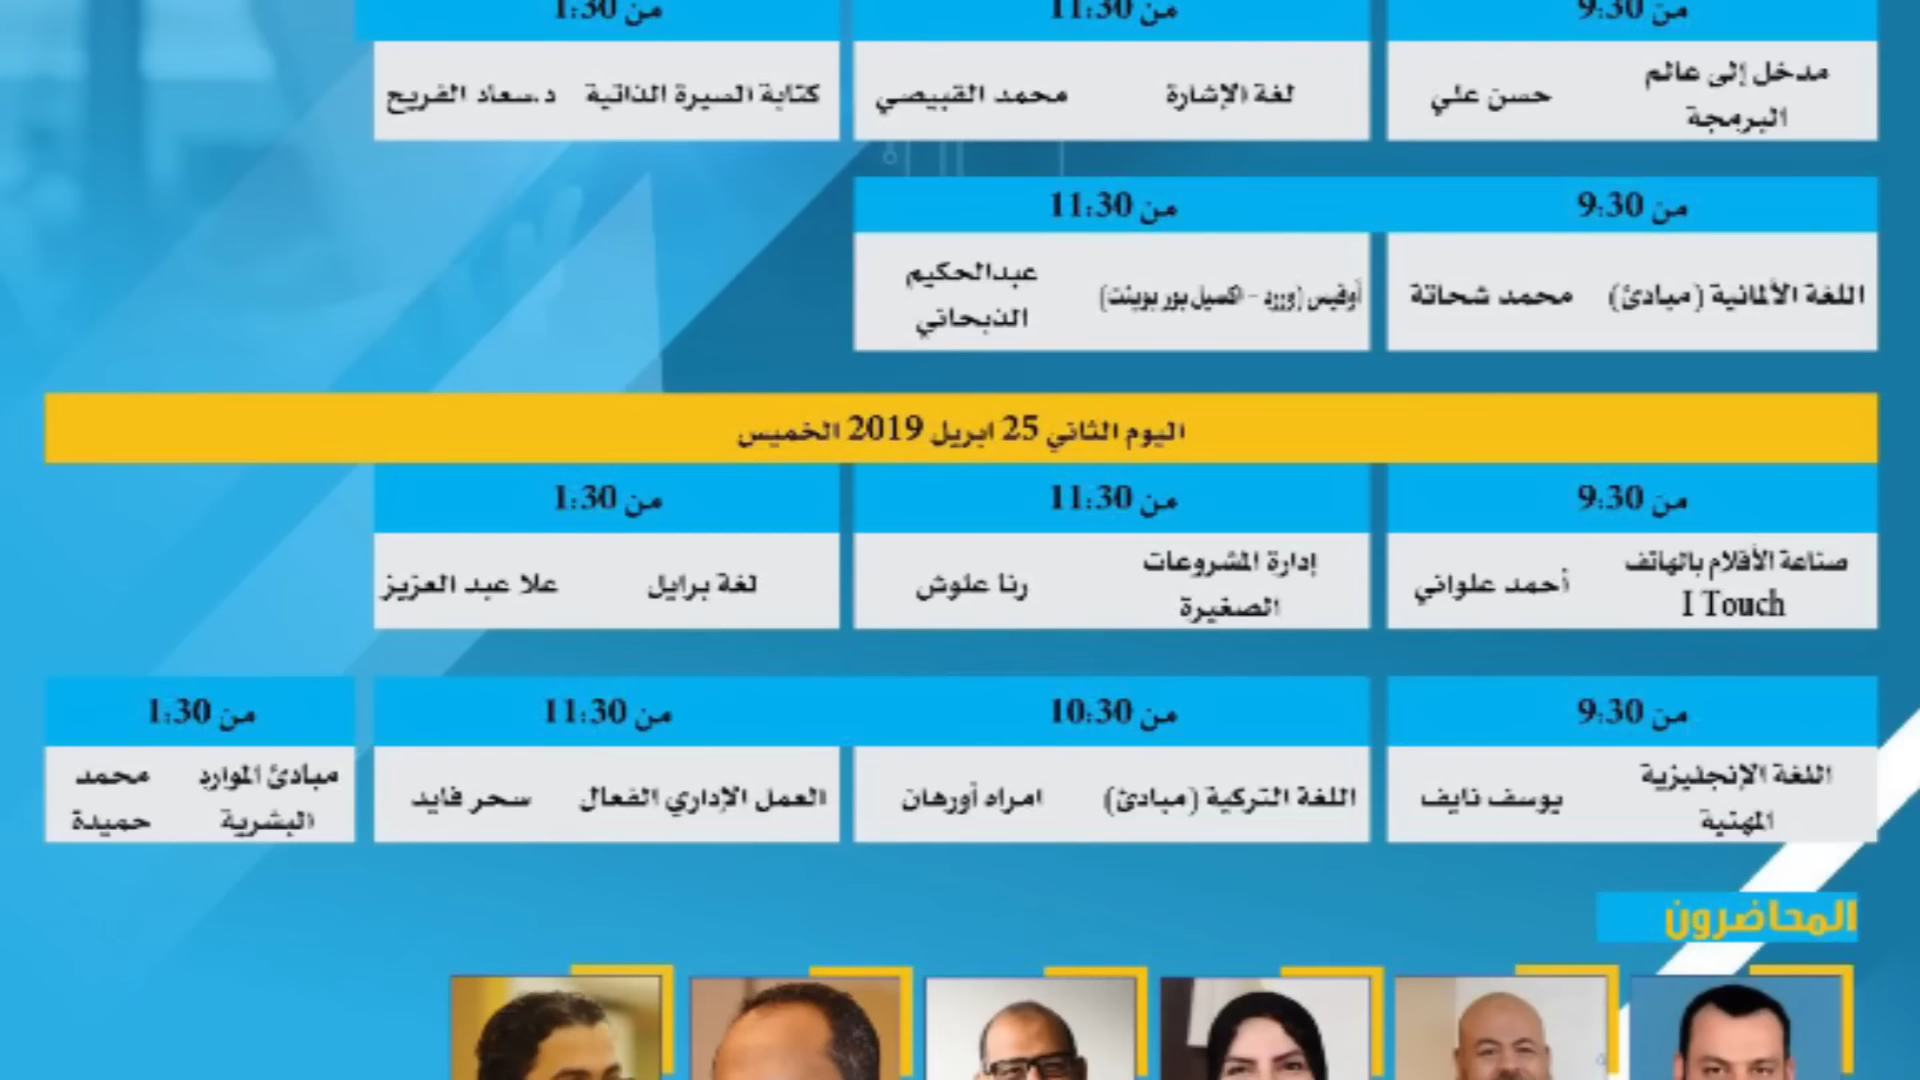 من 9:30
من 11:30
من 1:30
مدخل إلى عالم
البرمجة
حسن علي
لغة الإشارة
محمد القبيصي
كتابة السيرة الذاتية
د.سعاد الفريح
من 9:30
من 11:30
اللغة الألمانية (مبادئ)
محمد شحاتة
أوفيس (وورد - اكسيل بور بوينت)
عبدالحكيم
الذبحاني
اليوم الثاني 25 ابريل 2019 الخميس
من 9:30
من 11:30
من 1:30
صناعة الأفلام بالهاتف
I Touch
أحمد علواني
إدارة المشروعات
الصغيرة
رنا علوش
لغة برايل
علا عبد العزيز
من 9:30
من 10:30
من 11:30
من 1:30
اللغة الإنجليزية
المهنية
يوسف نايف
اللغة التركية (مبادئ)
امراه أورهان
العمل الإداري الفعال
سحر فايد
مبادئ الموارد
البشرية
محمد
حميدة
المحاضرون